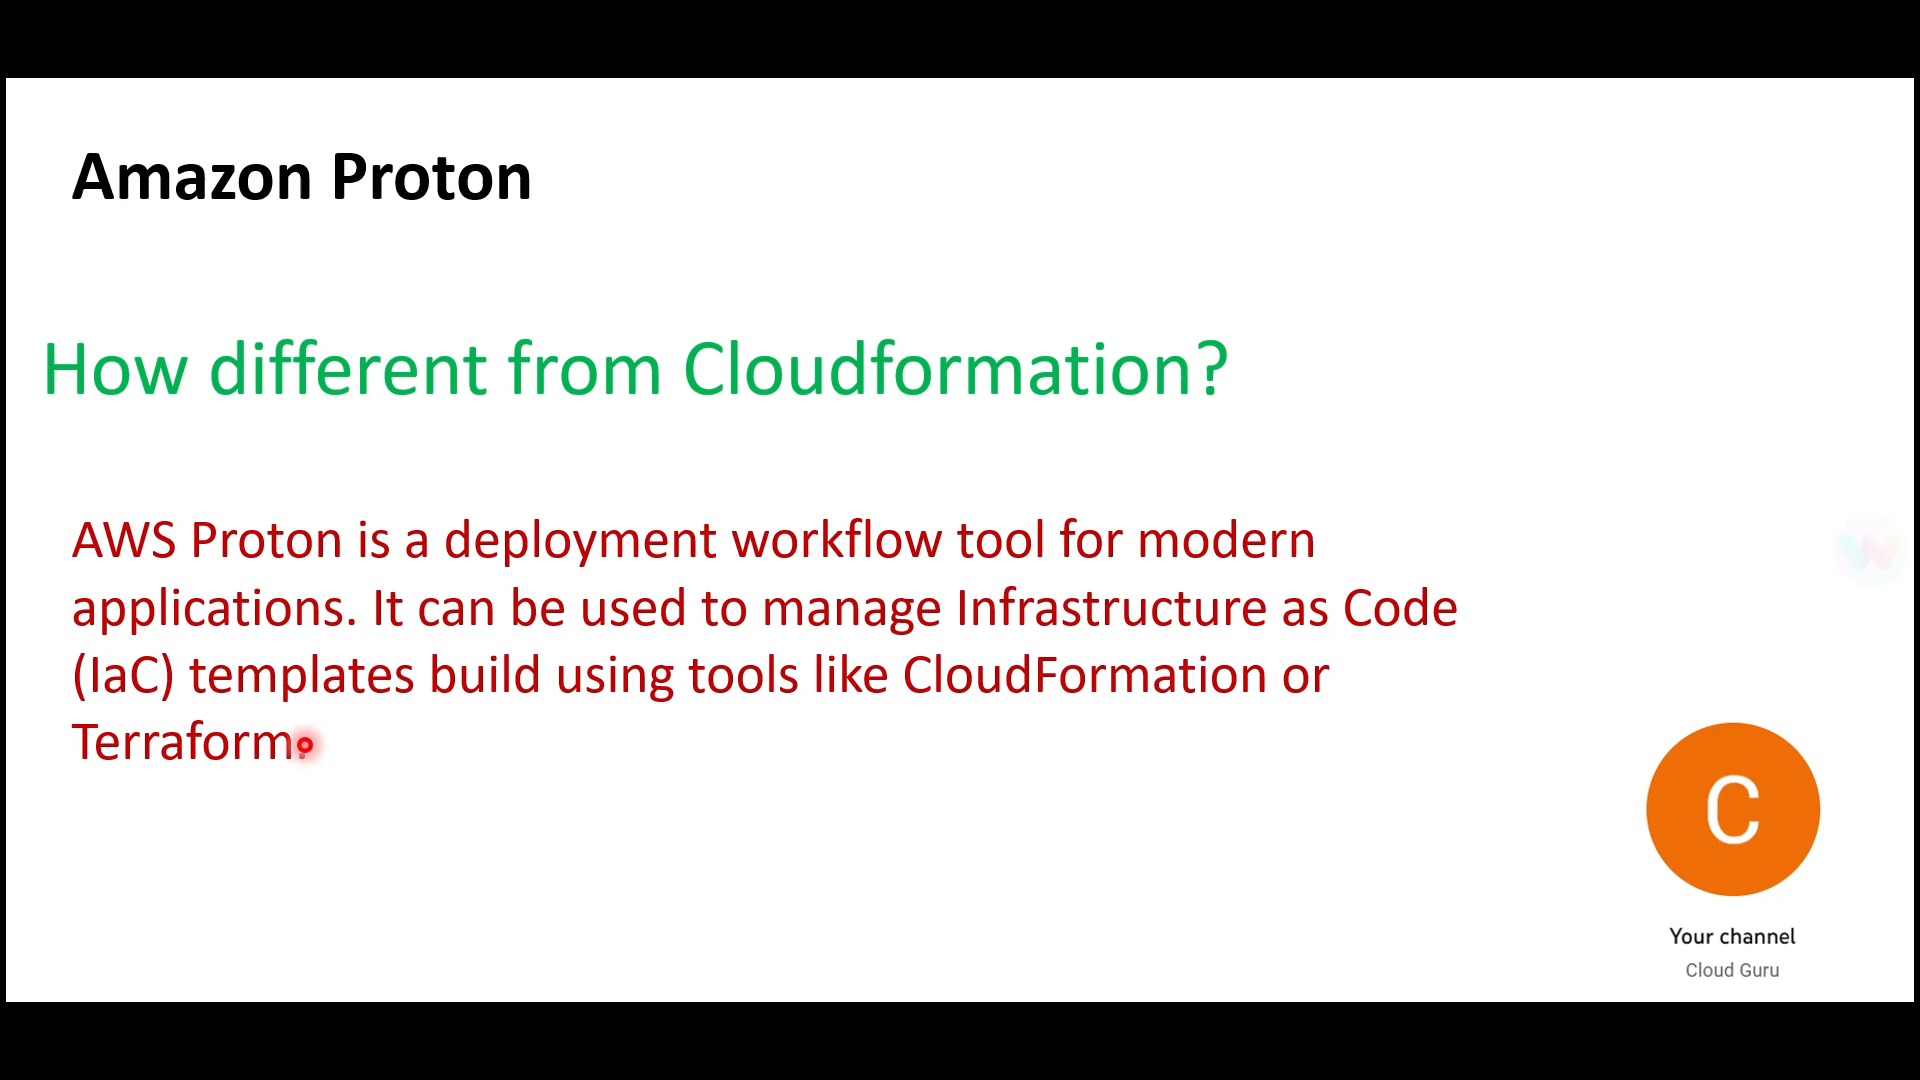 Amazon Proton
How different from Cloudformation?
AWS Proton is a deployment workflow tool for modern
applications. It can be used to manage Infrastructure as Code
(IaC) templates build using tools like CloudFormation or
Terraform.
C
Your channel
Cloud Guru
W